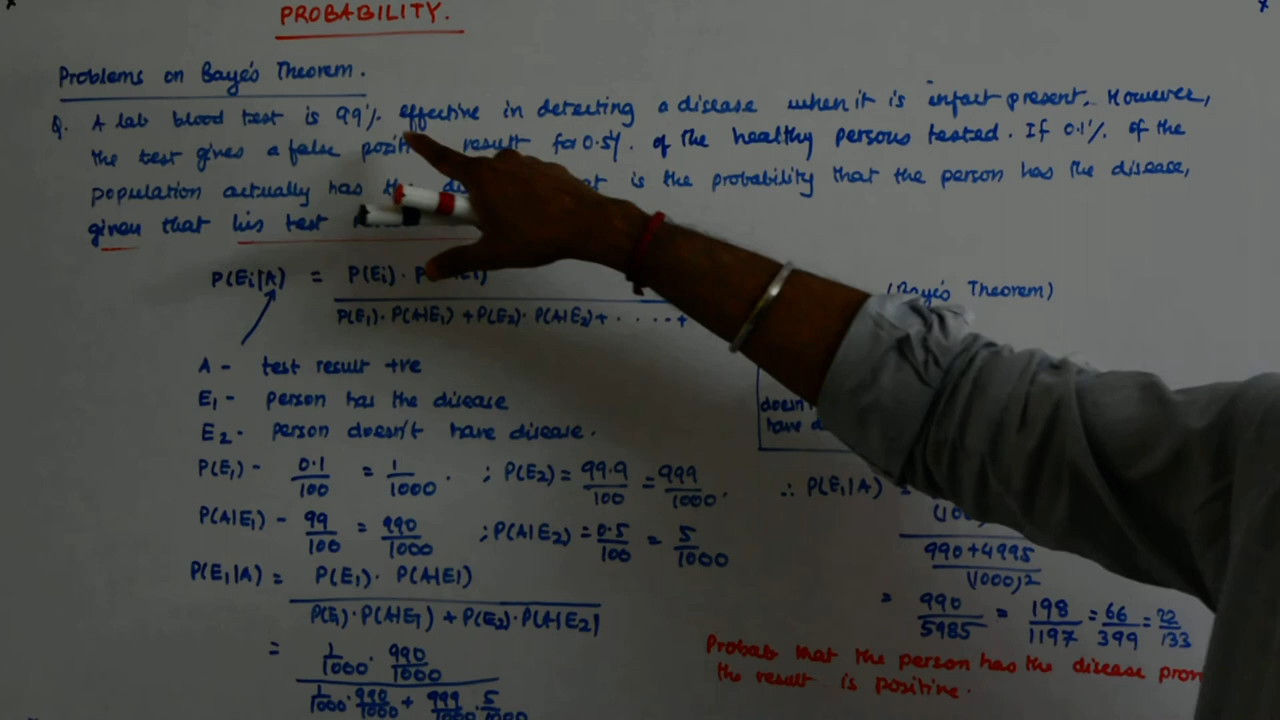 PROBABILITY.
Problems on Baye's Theorem.
Q. A lab blood test is 99% effective in detecting a disease when it is infact present. However,
the test gives a false result for 0.5% of the healthy persons tested. If 0.1% of the
population actually has is the probability that the person has the disease,
given that his test
P(Ei|A) = P(Ei) ·
P(E1)·P(A|E1) + P(E2)·P(A|E2) + · · · · +
(Baye's Theorem)
A - test result +ve
E1 - person has the disease
E2 - person doesn't have disease.
P(E1) - 0.1/100 = 1/1000 . ; P(E2) = 99.9/100 = 999/1000 .
P(A|E1) - 99/100 = 990/1000 ; P(A|E2) = 0.5/100 = 5/1000
P(E1|A) = P(E1)· P(A|E1)
P(E1)·P(A|E1) + P(E2)·P(A|E2)
= 1/1000 · 990/1000
1/1000 · 990/1000 + 999/1000 · 5/1000
have
∴ P(E1|A) =
990+4995
(1000)2
= 990/5985 = 198/1197 = 66/399 = 22/133
Probab that the person has the disease
the result is positive.